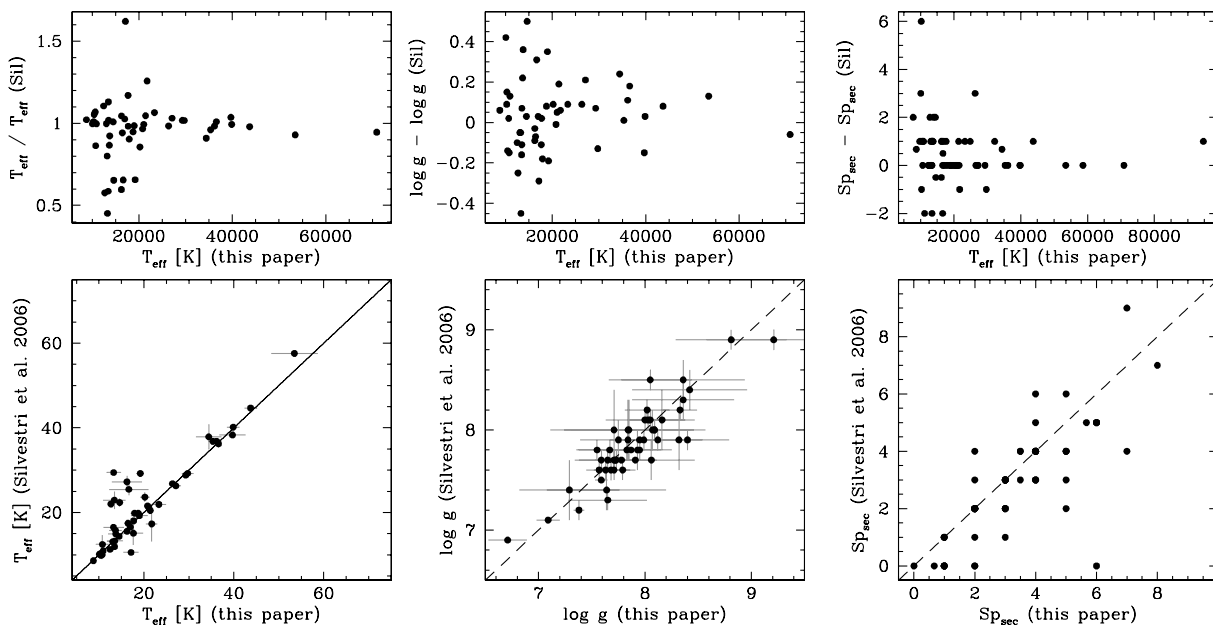 1.5
1
0.5
20000 40000 60000
T_eff / T_eff (Sil)
T_eff [K] (this paper)
0.4
0.2
0
−0.2
−0.4
20000 40000 60000
log g − log g (Sil)
T_eff [K] (this paper)
6
4
2
0
−2
20000 40000 60000 80000
Sp_sec − Sp_sec (Sil)
T_eff [K] (this paper)
60
40
20
20 40 60
T_eff [K] (Silvestri et al. 2006)
T_eff [K] (this paper)
9
8
7
7 8 9
log g (Silvestri et al. 2006)
log g (this paper)
8
6
4
2
0
0 2 4 6 8
Sp_sec (Silvestri et al. 2006)
Sp_sec (this paper)